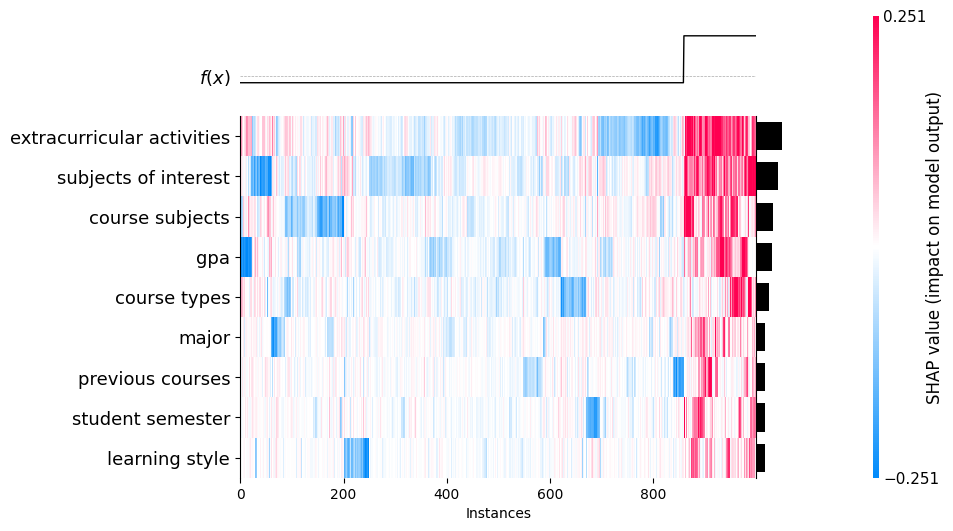 0.251
f(x)
extracurricular activities
subjects of interest
course subjects
gpa
course types
major
previous courses
student semester
learning style
0 200 400 600 800
Instances
−0.251
SHAP value (impact on model output)